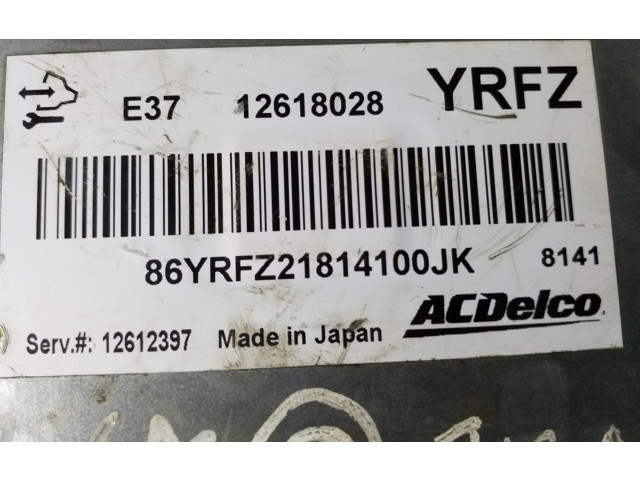 E37 12618028 YRFZ
86YRFZ21814100JK 8141
ACDelco
Serv.#: 12612397 Made in Japan